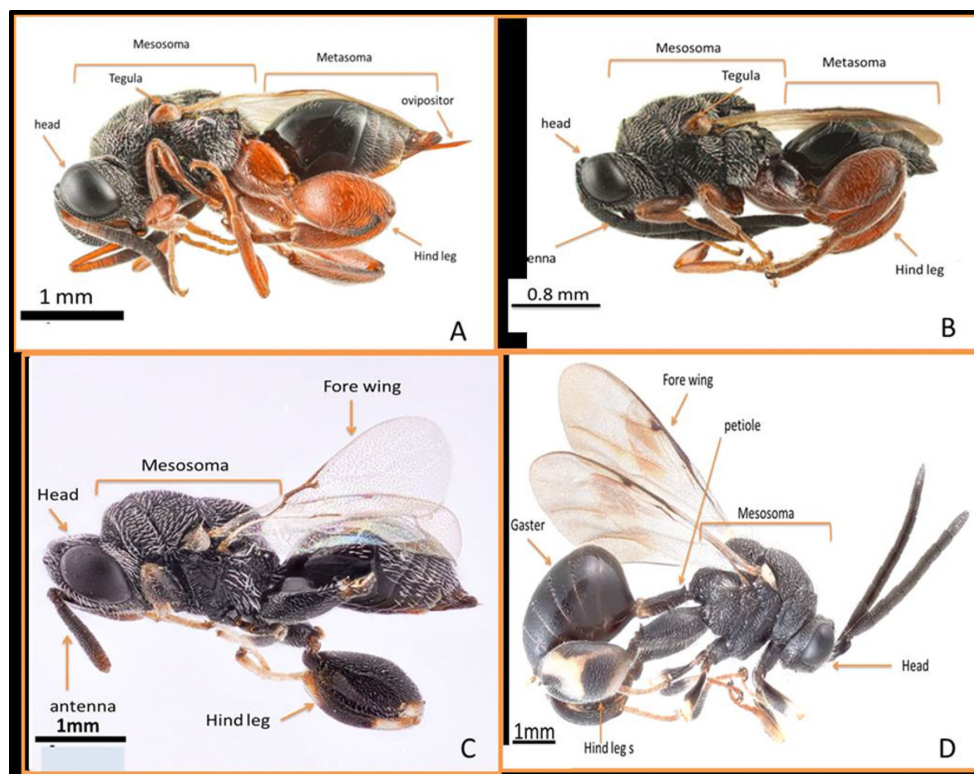 Mesosoma
Metasoma
Tegula
ovipositor
head
Hind leg
1 mm
A
Mesosoma
Metasoma
Tegula
head
enna
Hind leg
0.8 mm
B
Fore wing
Mesosoma
Head
antenna
1mm
Hind leg
C
Fore wing
petiole
Mesosoma
Gaster
Head
1mm
Hind leg s
D